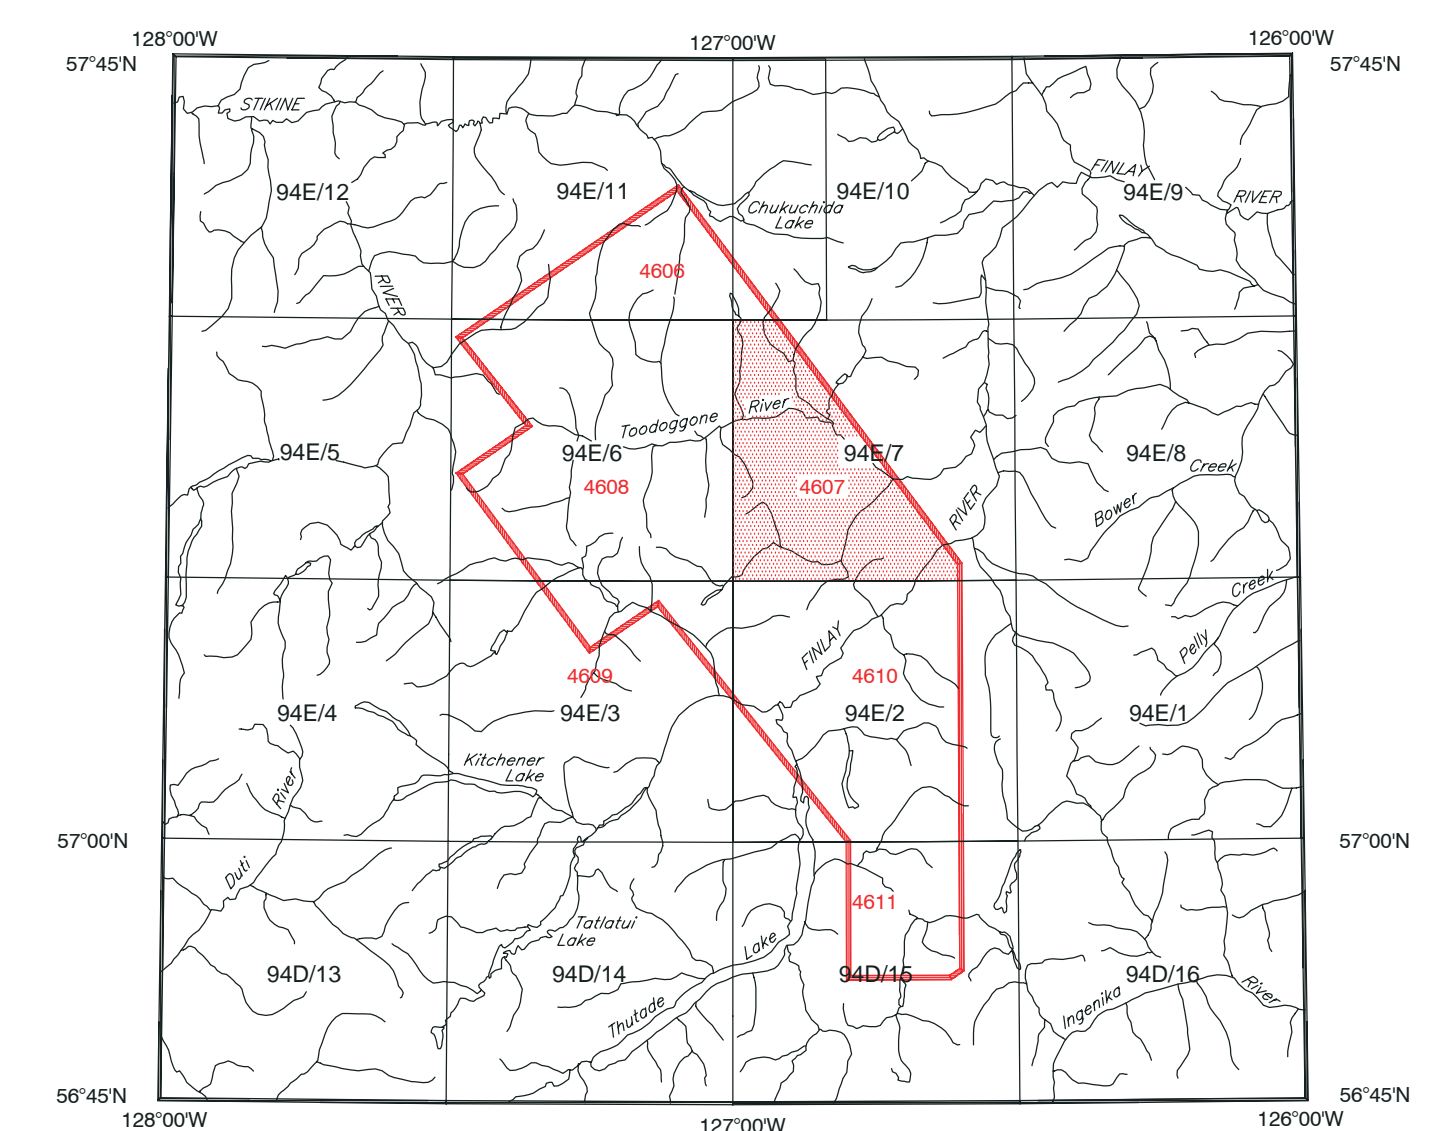 128°00'W
127°00'W
126°00'W
57°45'N
57°45'N
STIKINE
94E/12
94E/11
94E/10
FINLAY
94E/9
RIVER
Chukuchida
Lake
4606
RIVER
River
Toodoggone
94E/5
94E/6
94E/7
94E/8
Creek
4608
4607
RIVER
Bower
Creek
FINLAY
Pelly
4609
4610
94E/4
94E/3
94E/2
94E/1
Kitchener
Lake
River
57°00'N
57°00'N
Duti
4611
Tatlatui
Lake
Lake
94D/13
94D/14
94D/15
94D/16
Thutade
Ingenika
River
56°45'N
56°45'N
128°00'W
127°00'W
126°00'W